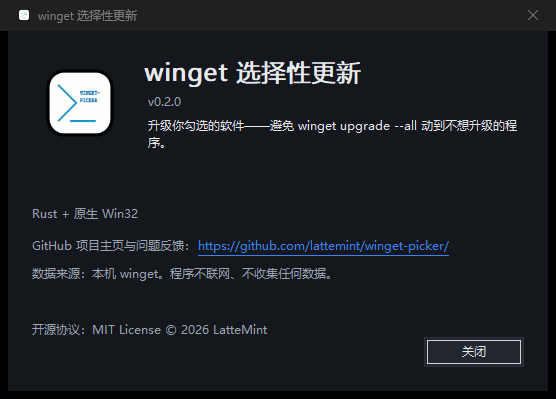 winget 选择性更新
winget 选择性更新
WINGET-
PICKER
v0.2.0
升级你勾选的软件——避免 winget upgrade --all 动到不想升级的程
序。
Rust + 原生 Win32
GitHub 项目主页与问题反馈：https://github.com/lattemint/winget-picker/
数据来源：本机 winget。程序不联网、不收集任何数据。
开源协议：MIT License © 2026 LatteMint
关闭